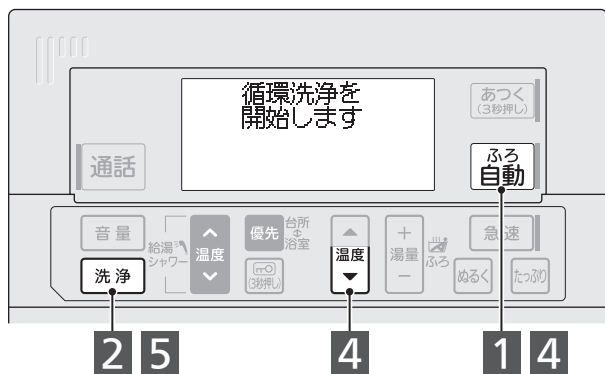 循環洗浄を
開始します
あつく
(3秒押し)
通話
ふろ
自動
音量
給湯
シャワー
温度
優先
台所
浴室
(3秒押し)
温度
+
湯量
−
ふろ
急速
洗浄
ぬるく
たっぷり
2 5
4
1 4